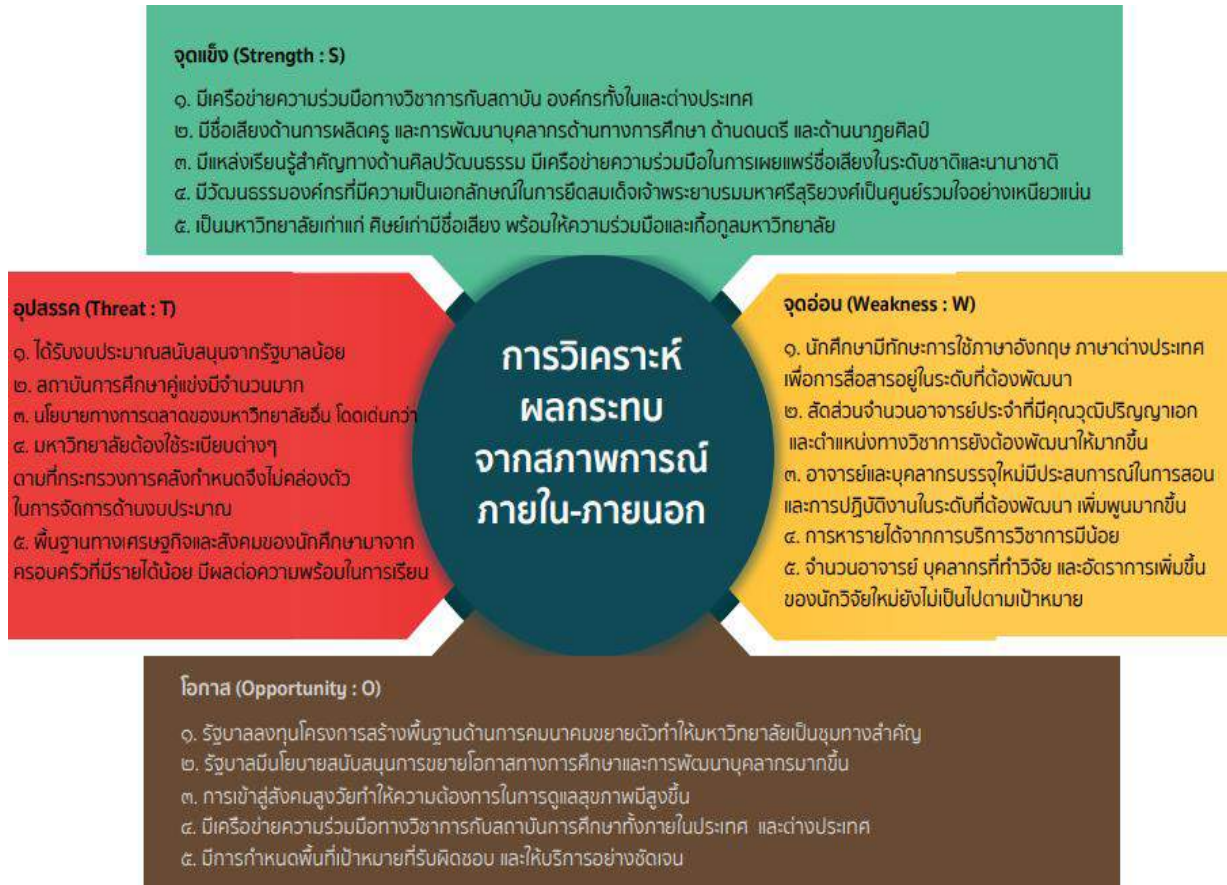 จุดแข็ง (Strength : S)
๑. มีเครือข่ายความร่วมมือทางวิชาการกับสถาบัน องค์กรทั้งในและต่างประเทศ
๒. มีชื่อเสียงด้านการผลิตครู และการพัฒนาบุคลากรด้านทางการศึกษา ด้านดนตรี และด้านนาฏยศิลป์
๓. มีแหล่งเรียนรู้สำคัญทางด้านศิลปวัฒนธรรม มีเครือข่ายความร่วมมือในการเผยแพร่ชื่อเสียงในระดับชาติและนานาชาติ
๔. มีวัฒนธรรมองค์กรที่มีความเป็นเอกลักษณ์ในการยึดสมเด็จเจ้าพระยาบรมมหาศรีสุริยวงศ์เป็นศูนย์รวมใจอย่างเหนียวแน่น
๕. เป็นมหาวิทยาลัยเก่าแก่ ศิษย์เก่ามีชื่อเสียง พร้อมให้ความร่วมมือและเกื้อกูลมหาวิทยาลัย
อุปสรรค (Threat : T)
๑. ได้รับงบประมาณสนับสนุนจากรัฐบาลน้อย
๒. สถาบันการศึกษาคู่แข่งมีจำนวนมาก
๓. นโยบายทางการตลาดของมหาวิทยาลัยอื่น โดดเด่นกว่า
๔. มหาวิทยาลัยต้องใช้ระเบียบต่างๆ
ตามที่กระทรวงการคลังกำหนดจึงไม่คล่องตัว
ในการจัดการด้านงบประมาณ
๕. พื้นฐานทางเศรษฐกิจและสังคมของนักศึกษามาจาก
ครอบครัวที่มีรายได้น้อย มีผลต่อความพร้อมในการเรียน
การวิเคราะห์
ผลกระทบ
จากสภาพการณ์
ภายใน-ภายนอก
จุดอ่อน (Weakness : W)
๑. นักศึกษามีทักษะการใช้ภาษาอังกฤษ ภาษาต่างประเทศ
เพื่อการสื่อสารอยู่ในระดับที่ต้องพัฒนา
๒. สัดส่วนจำนวนอาจารย์ประจำที่มีคุณวุฒิปริญญาเอก
และตำแหน่งทางวิชาการยังต้องพัฒนาให้มากขึ้น
๓. อาจารย์และบุคลากรบรรจุใหม่มีประสบการณ์ในการสอน
และการปฏิบัติงานในระดับที่ต้องพัฒนา เพิ่มพูนมากขึ้น
๔. การหารายได้จากการบริการวิชาการมีน้อย
๕. จำนวนอาจารย์ บุคลากรที่ทำวิจัย และอัตราการเพิ่มขึ้น
ของนักวิจัยใหม่ยังไม่เป็นไปตามเป้าหมาย
โอกาส (Opportunity : O)
๑. รัฐบาลลงทุนโครงการสร้างพื้นฐานด้านการคมนาคมขยายตัวทำให้มหาวิทยาลัยเป็นชุมทางสำคัญ
๒. รัฐบาลมีนโยบายสนับสนุนการขยายโอกาสทางการศึกษาและการพัฒนาบุคลากรมากขึ้น
๓. การเข้าสู่สังคมสูงวัยทำให้ความต้องการในการดูแลสุขภาพมีสูงขึ้น
๔. มีเครือข่ายความร่วมมือทางวิชาการกับสถาบันการศึกษาทั้งภายในประเทศ และต่างประเทศ
๕. มีการกำหนดพื้นที่เป้าหมายที่รับผิดชอบ และให้บริการอย่างชัดเจน